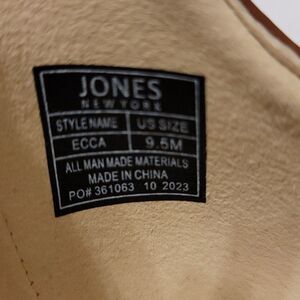 JONES
NEW YORK
STYLE NAME US SIZE
ECCA 9.5M
ALL MAN MADE MATERIALS
MADE IN CHINA
PO# 361063 10 2023